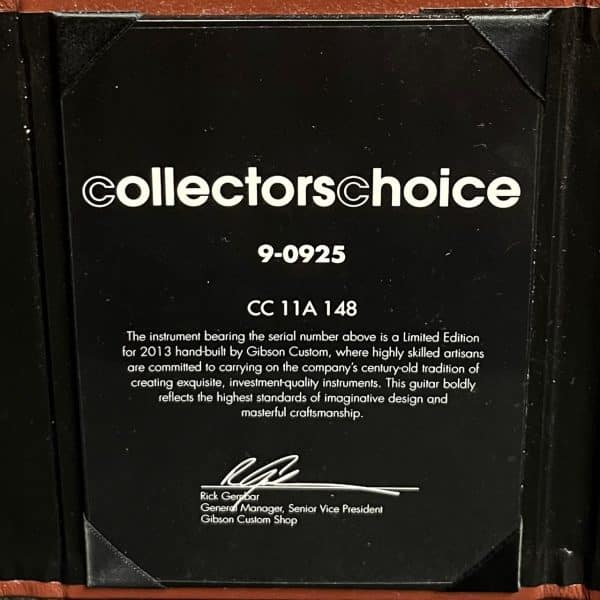 collectorschoice
9-0925
CC 11A 148
The instrument bearing the serial number above is a Limited Edition
for 2013 hand-built by Gibson Custom, where highly skilled artisans
are committed to carrying on the company's century-old tradition of
creating exquisite, investment-quality instruments. This guitar boldly
reflects the highest standards of imaginative design and
masterful craftsmanship.
Rick Gembar
General Manager, Senior Vice President
Gibson Custom Shop